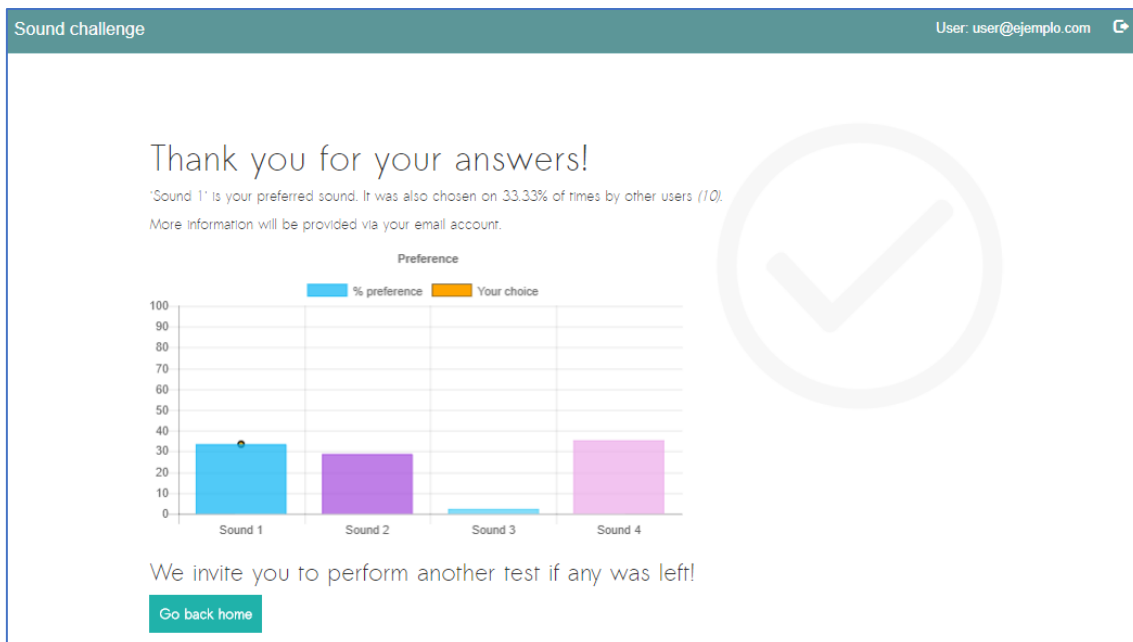 Sound challenge
User: user@ejemplo.com
Thank you for your answers!
"Sound 1" is your preferred sound. It was also chosen on 33.33% of times by other users (10).
More information will be provided via your email account.
Preference
% preference
Your choice
100
90
80
70
60
50
40
30
20
10
0
Sound 1
Sound 2
Sound 3
Sound 4
We invite you to perform another test if any was left!
Go back home